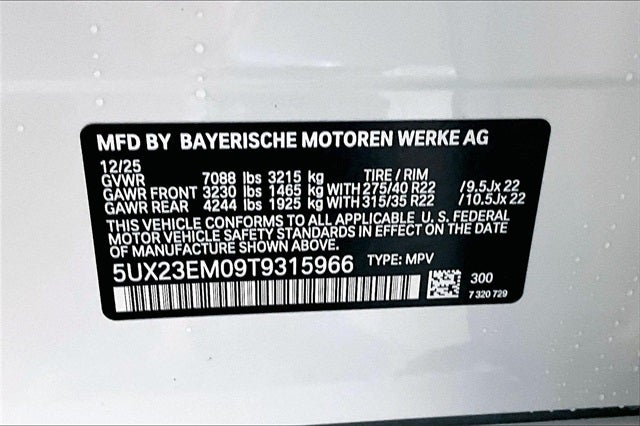 MFD BY BAYERISCHE MOTOREN WERKE AG
12/25
GVWR 7088 lbs 3215 kg TIRE / RIM
GAWR FRONT 3230 lbs 1465 kg WITH 275/40 R22 /9.5Jx 22
GAWR REAR 4244 lbs 1925 kg WITH 315/35 R22 /10.5Jx 22
THIS VEHICLE CONFORMS TO ALL APPLICABLE U. S. FEDERAL
MOTOR VEHICLE SAFETY STANDARDS IN EFFECT ON THE DATE
OF MANUFACTURE SHOWN ABOVE.
5UX23EM09T9315966 TYPE: MPV
300
7 320 729